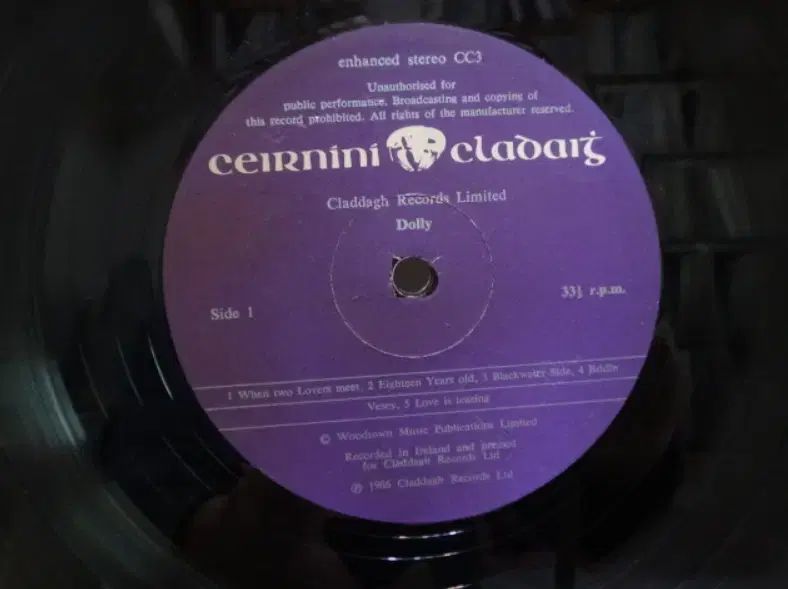 enhanced stereo CC3
Unauthorised for
public performance. Broadcasting and copying of
this record prohibited. All rights of the manufacturer reserved.
ceirníní cladaiġ
Claddagh Records Limited
Dolly
Side 1
33⅓ r.p.m.
1 When two Lovers meet, 2 Eighteen Years old, 3 Blackwater Side, 4 Bridin
Vesey, 5 Love is teazing
© Woodtown Music Publications Limited
Recorded in Ireland and pressed
for Claddagh Records Ltd
℗ 1966 Claddagh Records Ltd